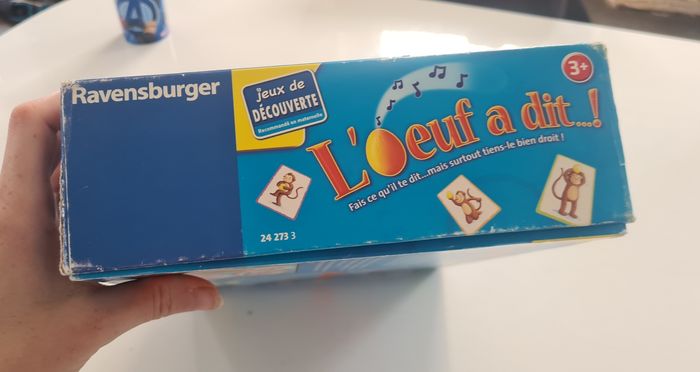 Ravensburger
jeux de
DÉCOUVERTE
Recommandé en maternelle
L'oeuf a dit...!
Fais ce qu'il te dit...mais surtout tiens-le bien droit !
3+
24 273 3